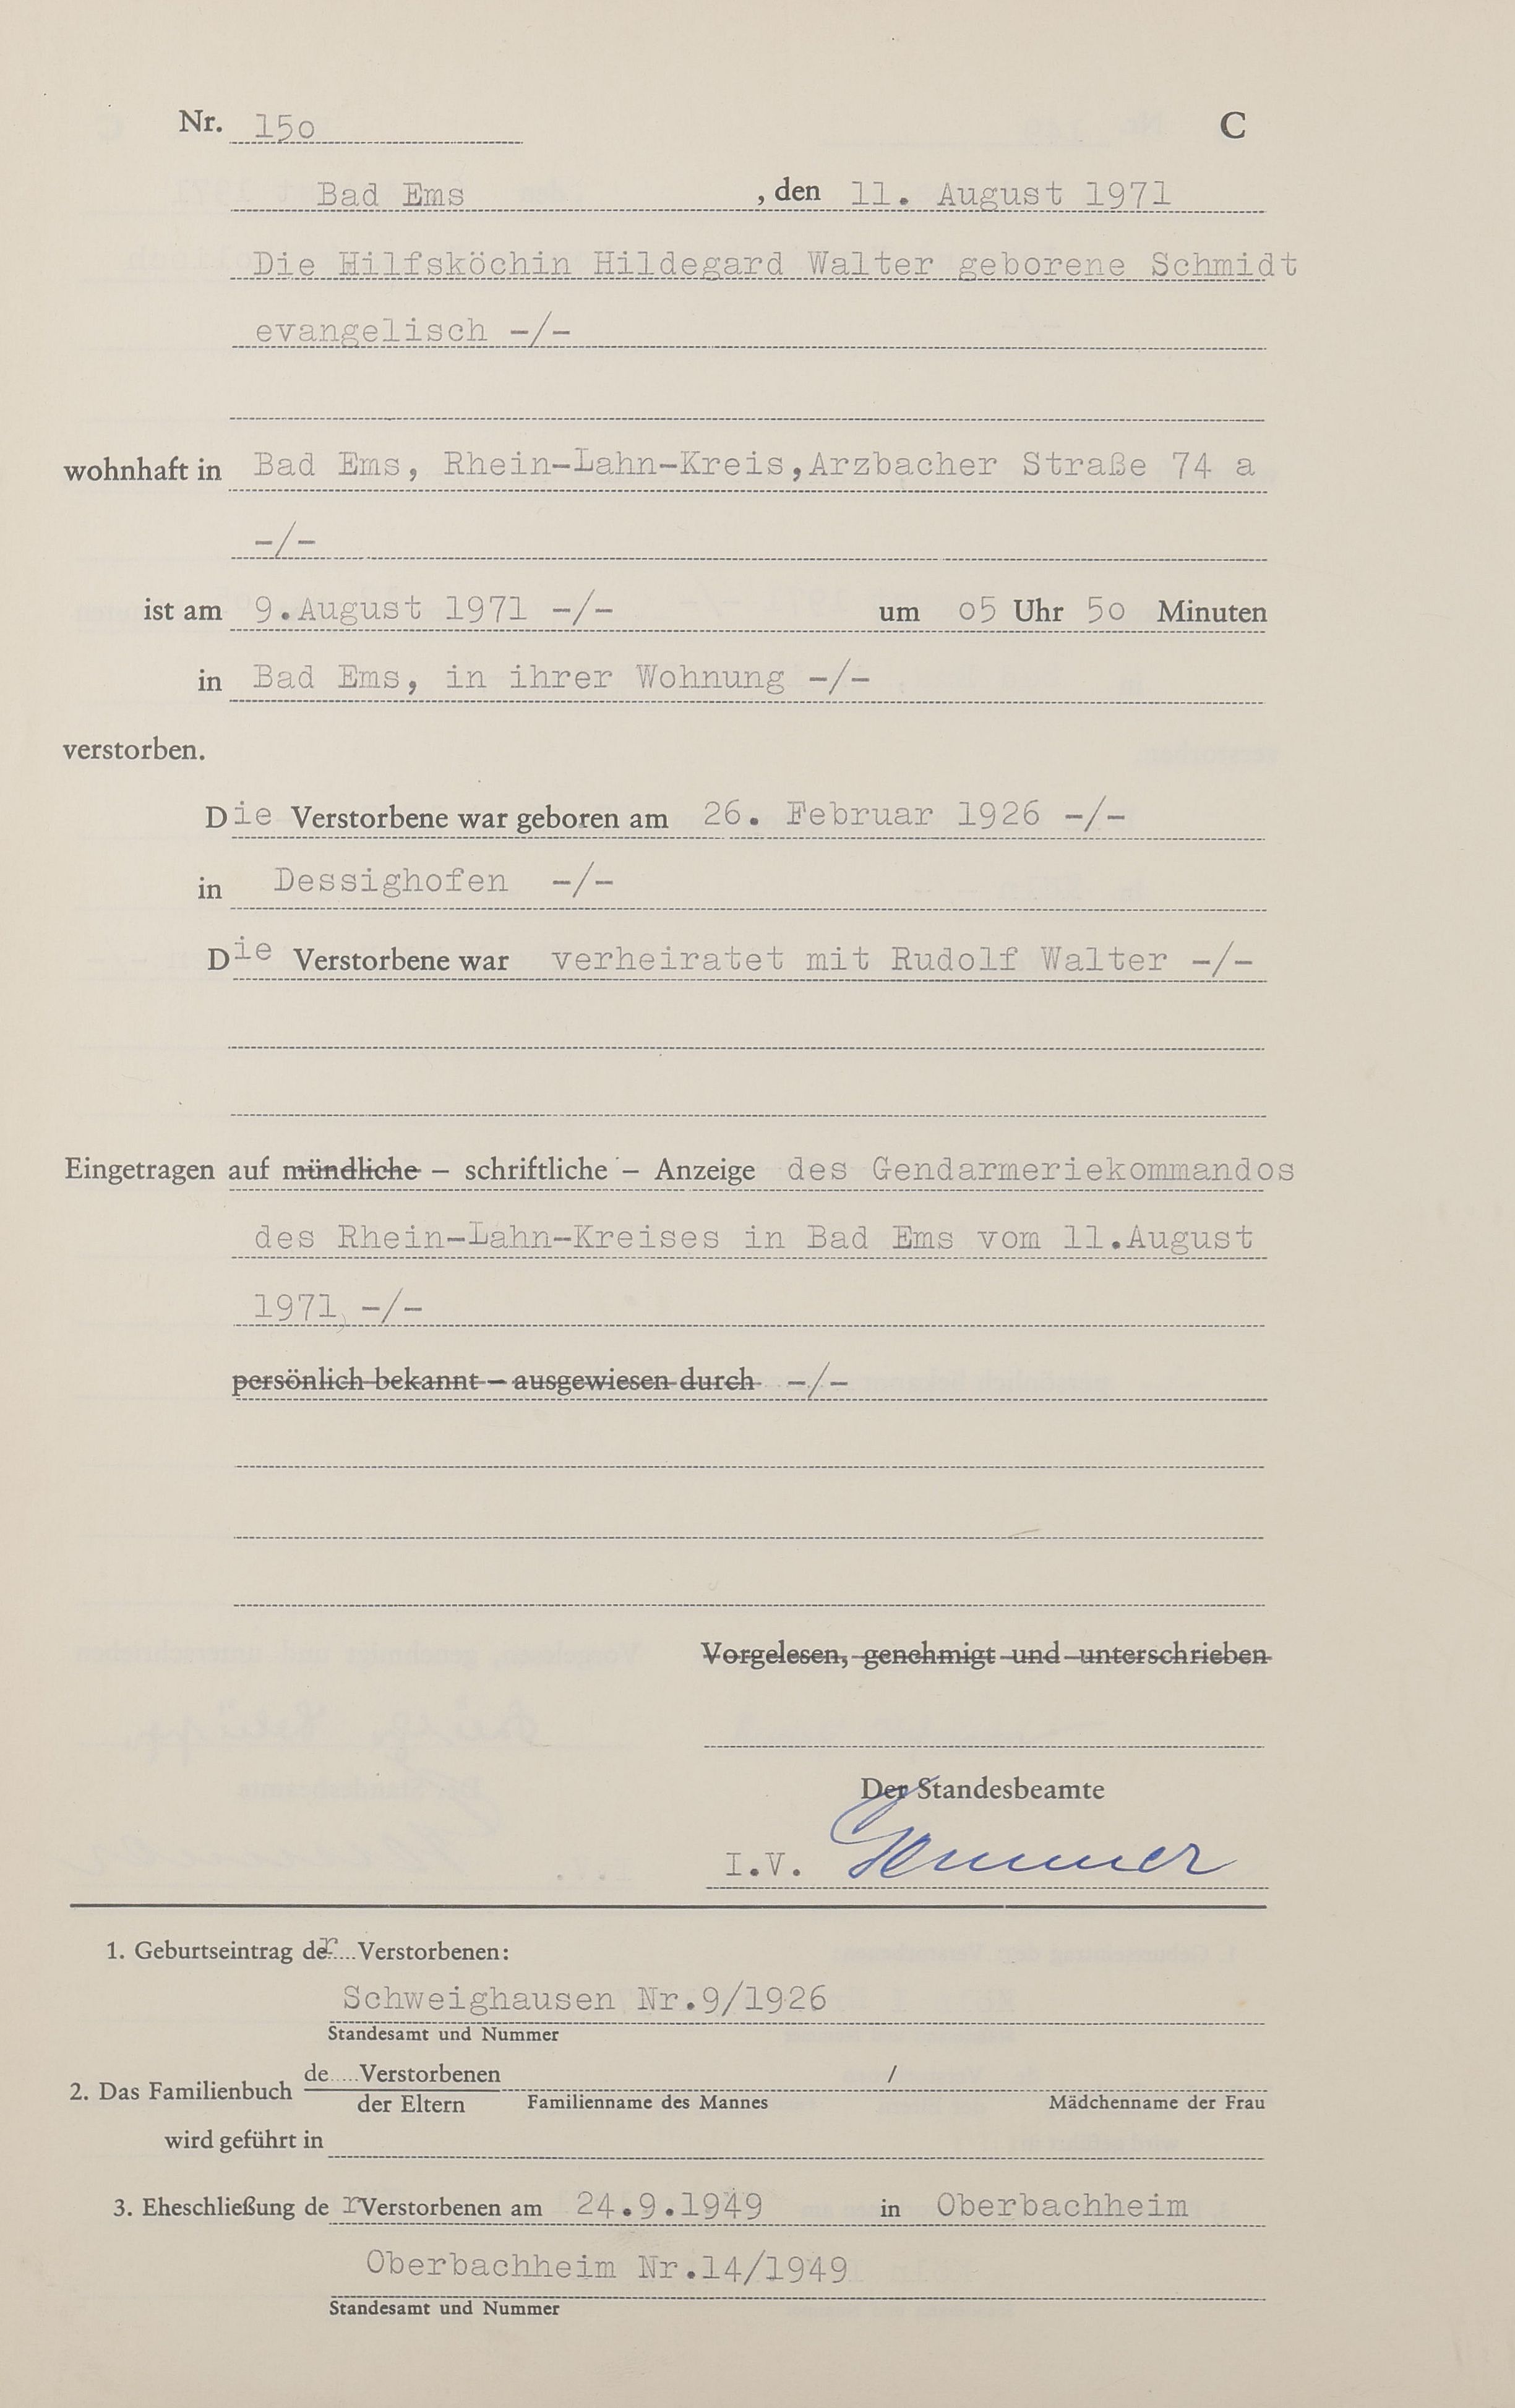 Nr. 15o C
Bad Ems , den 11. August 1971
Die Hilfsköchin Hildegard Walter geborene Schmidt
evangelisch -/-
wohnhaft in Bad Ems, Rhein-Lahn-Kreis,Arzbacher Straße 74 a
-/-
ist am 9.August 1971 -/- um o5 Uhr 5o Minuten
in Bad Ems, in ihrer Wohnung -/-
verstorben.
Die Verstorbene war geboren am 26. Februar 1926 -/-
in Dessighofen -/-
Die Verstorbene war verheiratet mit Rudolf Walter -/-
Eingetragen auf mündliche – schriftliche – Anzeige des Gendarmeriekommandos
des Rhein-Lahn-Kreises in Bad Ems vom 11.August
1971, -/-
persönlich bekannt – ausgewiesen durch -/-
Vorgelesen, genehmigt und unterschrieben
Der Standesbeamte
I.V.
1. Geburtseintrag der Verstorbenen:
Schweighausen Nr.9/1926
Standesamt und Nummer
2. Das Familienbuch de.....Verstorbenen /
der Eltern Familienname des Mannes Mädchenname der Frau
wird geführt in
3. Eheschließung der Verstorbenen am 24.9.1949 in Oberbachheim
Oberbachheim Nr.14/1949
Standesamt und Nummer